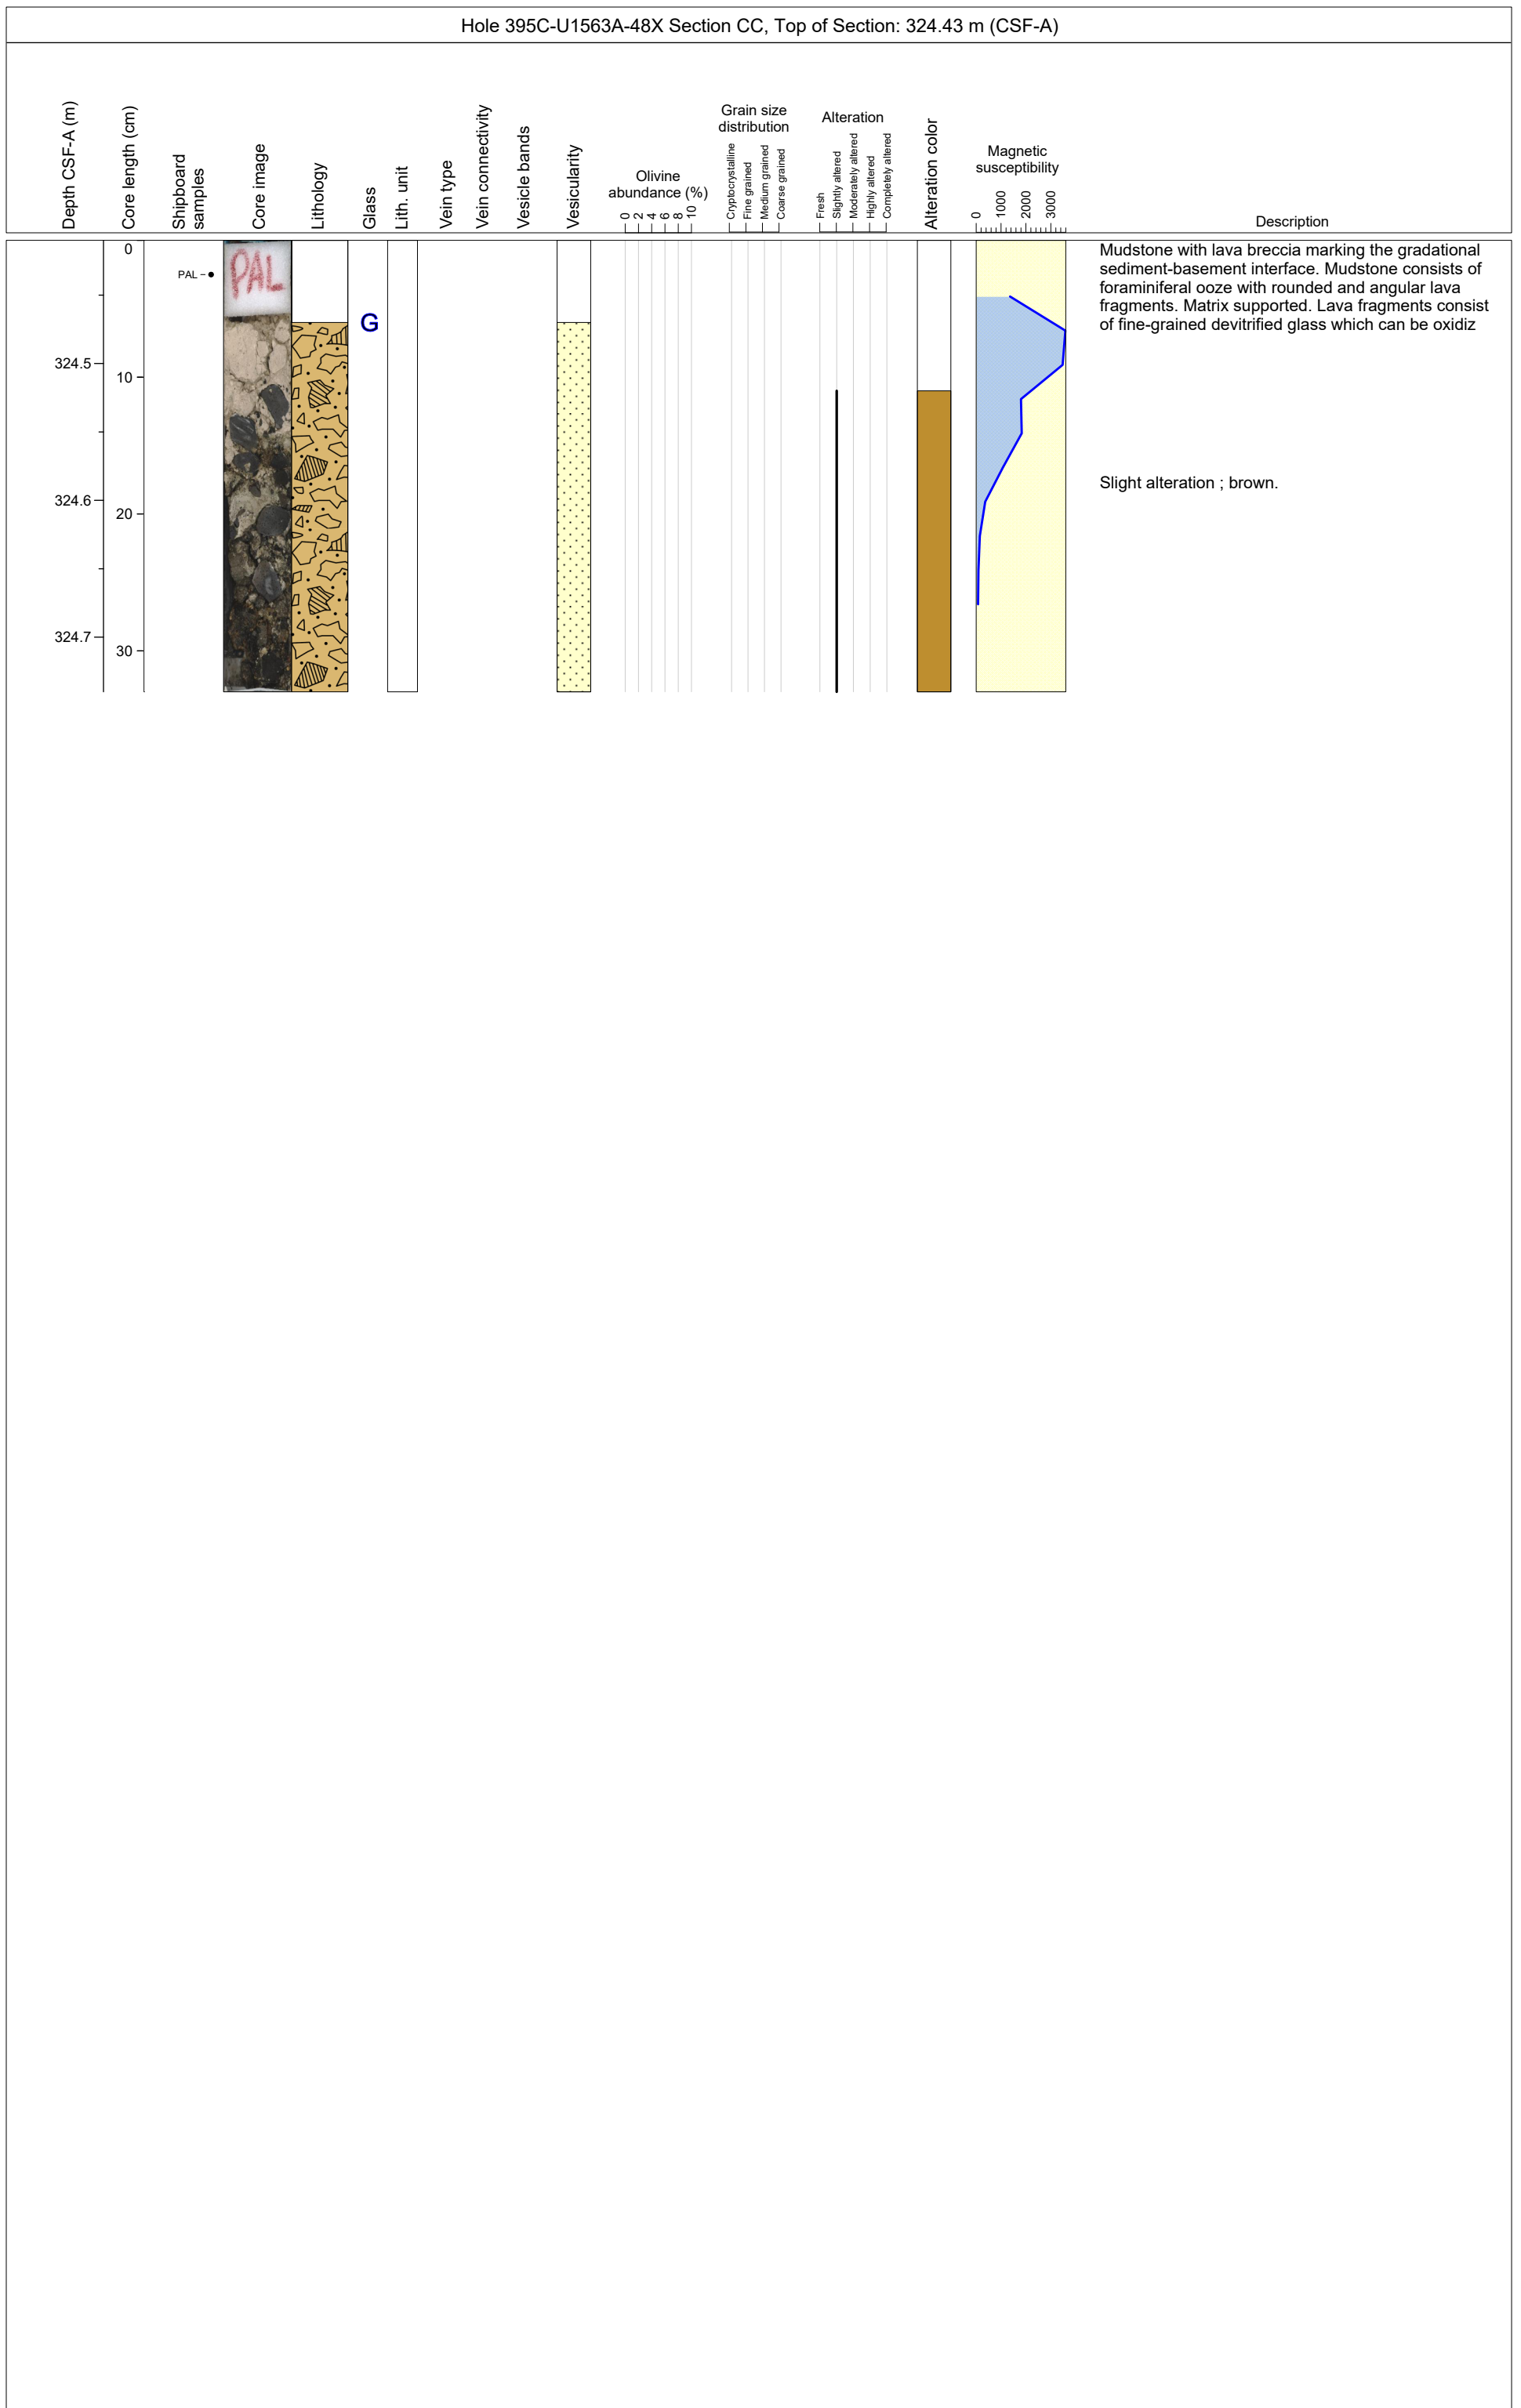 Hole 395C-U1563A-48X Section CC, Top of Section: 324.43 m (CSF-A)
Depth CSF-A (m)
Core length (cm)
Shipboard
samples
Core image
Lithology
Glass
Lith. unit
Vein type
Vein connectivity
Vesicle bands
Vesicularity
Olivine
abundance (%)
0 2 4 6 8 10
Grain size
distribution
Cryptocrystalline
Fine grained
Medium grained
Coarse grained
Alteration
Fresh
Slightly altered
Moderately altered
Highly altered
Completely altered
Alteration color
Magnetic
susceptibility
0 1000 2000 3000
Description
0
PAL
PAL
G
324.5
10
324.6
20
324.7
30
Mudstone with lava breccia marking the gradational
sediment-basement interface. Mudstone consists of
foraminiferal ooze with rounded and angular lava
fragments. Matrix supported. Lava fragments consist
of fine-grained devitrified glass which can be oxidiz
Slight alteration ; brown.